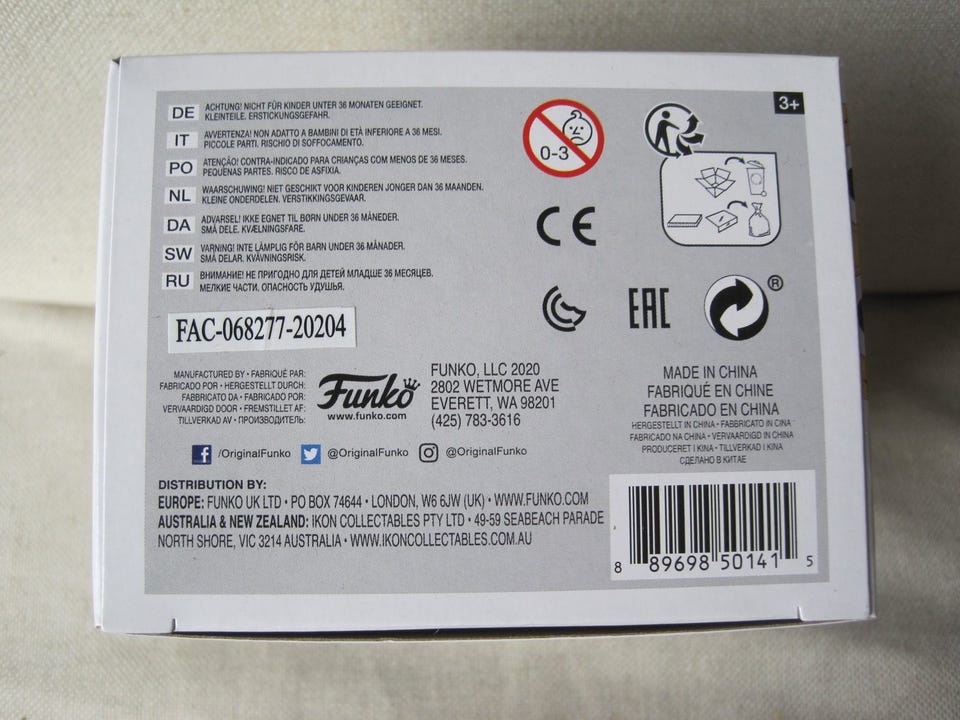 DE ACHTUNG! NICHT FÜR KINDER UNTER 36 MONATEN GEEIGNET.
KLEINTEILE. ERSTICKUNGSGEFAHR.
IT AVVERTENZA! NON ADATTO A BAMBINI DI ETÀ INFERIORE A 36 MESI.
PICCOLE PARTI. RISCHIO DI SOFFOCAMENTO.
PO ATENÇÃO! CONTRA-INDICADO PARA CRIANÇAS COM MENOS DE 36 MESES.
PEQUENAS PARTES. RISCO DE ASFIXIA.
NL WAARSCHUWING! NIET GESCHIKT VOOR KINDEREN JONGER DAN 36 MAANDEN.
KLEINE ONDERDELEN. VERSTIKKINGSGEVAAR.
DA ADVARSEL! IKKE EGNET TIL BØRN UNDER 36 MÅNEDER.
SMÅ DELE. KVÆLNINGSFARE.
SW VARNING! INTE LÄMPLIG FÖR BARN UNDER 36 MÅNADER.
SMÅ DELAR. KVÄVNINGSRISK.
RU ВНИМАНИЕ! НЕ ПРИГОДНО ДЛЯ ДЕТЕЙ МЛАДШЕ 36 МЕСЯЦЕВ.
МЕЛКИЕ ЧАСТИ. ОПАСНОСТЬ УДУШЬЯ.
0-3
3+
CE
EAC
®
FAC-068277-20204
MANUFACTURED BY • FABRIQUÉ PAR:
FABRICADO POR • HERGESTELLT DURCH:
FABBRICATO DA • FABRICADO POR:
VERVAARDIGD DOOR • FREMSTILLET AF:
TILLVERKAD AV • ПРОИЗВОДИТЕЛЬ:
Funko
www.funko.com
FUNKO, LLC 2020
2802 WETMORE AVE
EVERETT, WA 98201
(425) 783-3616
MADE IN CHINA
FABRIQUÉ EN CHINE
FABRICADO EN CHINA
HERGESTELLT IN CHINA • FABBRICATO IN CINA
FABRICADO NA CHINA • VERVAARDIGD IN CHINA
PRODUCERET I KINA • TILLVERKAD I KINA
СДЕЛАНО В КИТАЕ
f /OriginalFunko @OriginalFunko @OriginalFunko
DISTRIBUTION BY:
EUROPE: FUNKO UK LTD • PO BOX 74644 • LONDON, W6 6JW (UK) • WWW.FUNKO.COM
AUSTRALIA & NEW ZEALAND: IKON COLLECTABLES PTY LTD • 49-59 SEABEACH PARADE
NORTH SHORE, VIC 3214 AUSTRALIA • WWW.IKONCOLLECTABLES.COM.AU
8 89698 50141 5